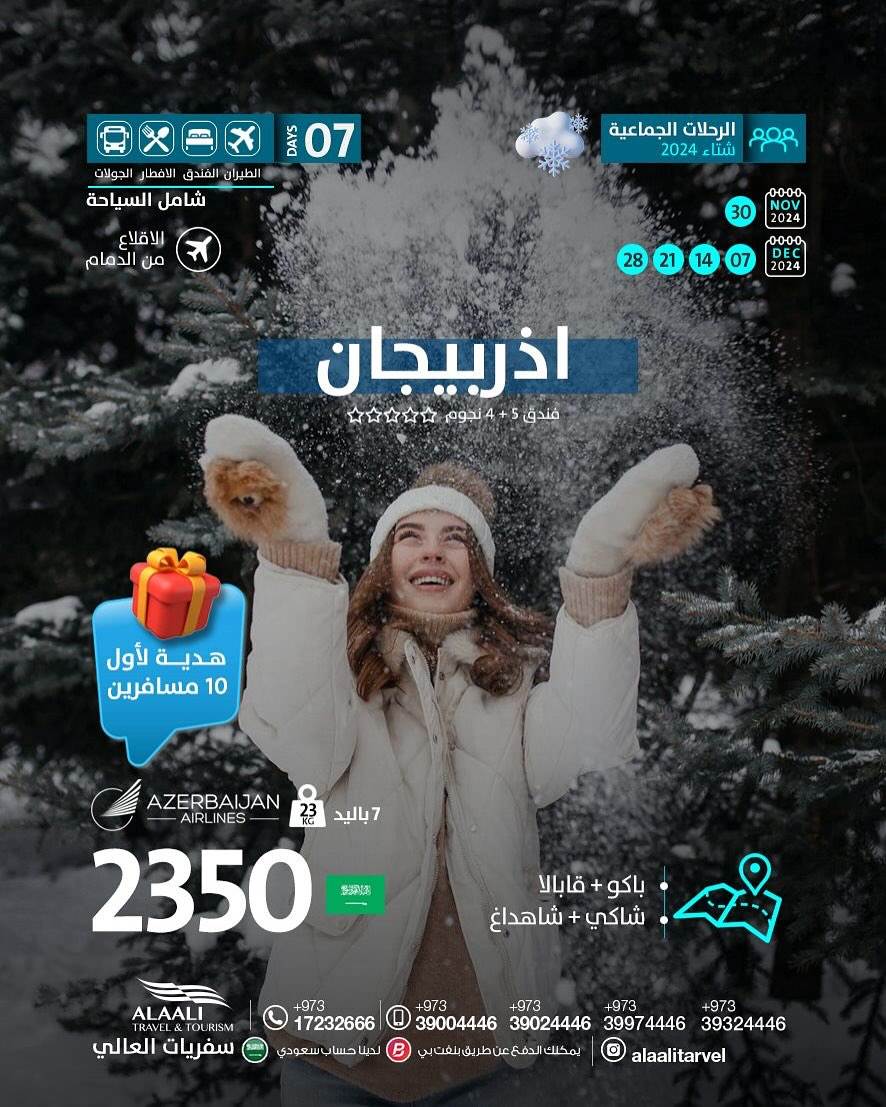 الرحلات الجماعية
شتاء 2024
NOV
2024
30
DEC
2024
07 14 21 28
07 DAYS
الطيران الفندق الافطار الجولات
شامل السياحة
الاقلاع
من الدمام
اذربيجان
فندق 5 + 4 نجوم
هديــة لأول
10 مسافرين
AZERBAIJAN
AIRLINES
23
KG
7 باليد
2350
باكو + قابالا
شاكي + شاهداغ
ALAALI
TRAVEL & TOURISM
سفريات العالي
+973
17232666
+973
39004446
+973
39024446
+973
39974446
+973
39324446
لدينا حساب سعودي
يمكنك الدفع عن طريق بنفت بي
alaalitarvel